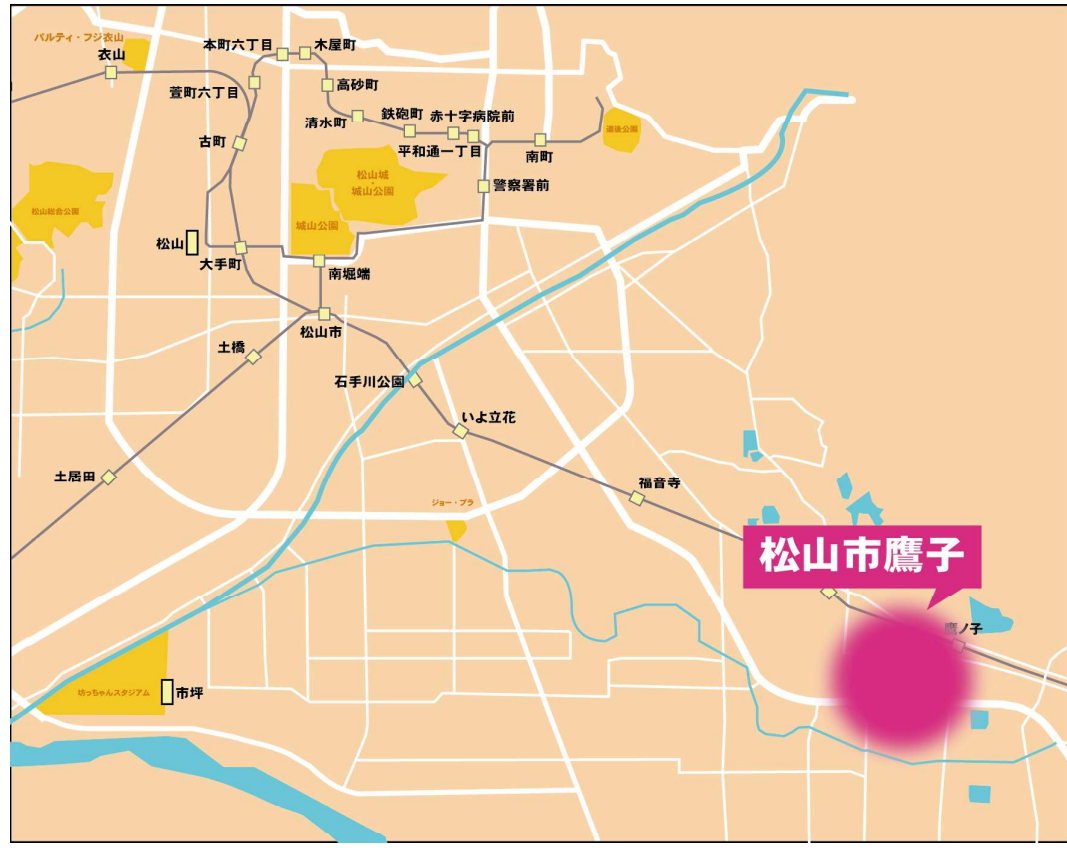 パルティ・フジ衣山
衣山
本町六丁目
木屋町
萱町六丁目
高砂町
清水町
鉄砲町
赤十字病院前
平和通一丁目
南町
道後公園
古町
警察署前
松山城
・
城山公園
松山総合公園
城山公園
松山
大手町
南堀端
松山市
土橋
石手川公園
いよ立花
土居田
福音寺
ジョー・プラ
松山市鷹子
鷹ノ子
坊っちゃんスタジアム
市坪